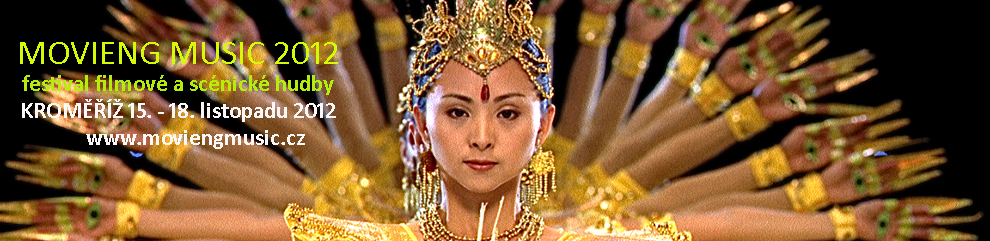 MOVIENG MUSIC 2012
festival filmové a scénické hudby
KROMĚŘÍŽ 15. - 18. listopadu 2012
www.moviengmusic.cz